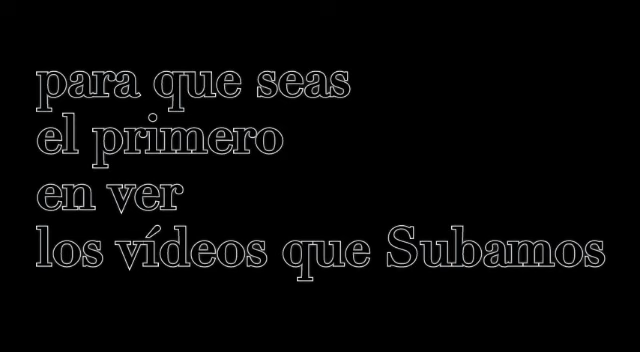 para que seas
el primero
en ver
los vídeos que Subamos